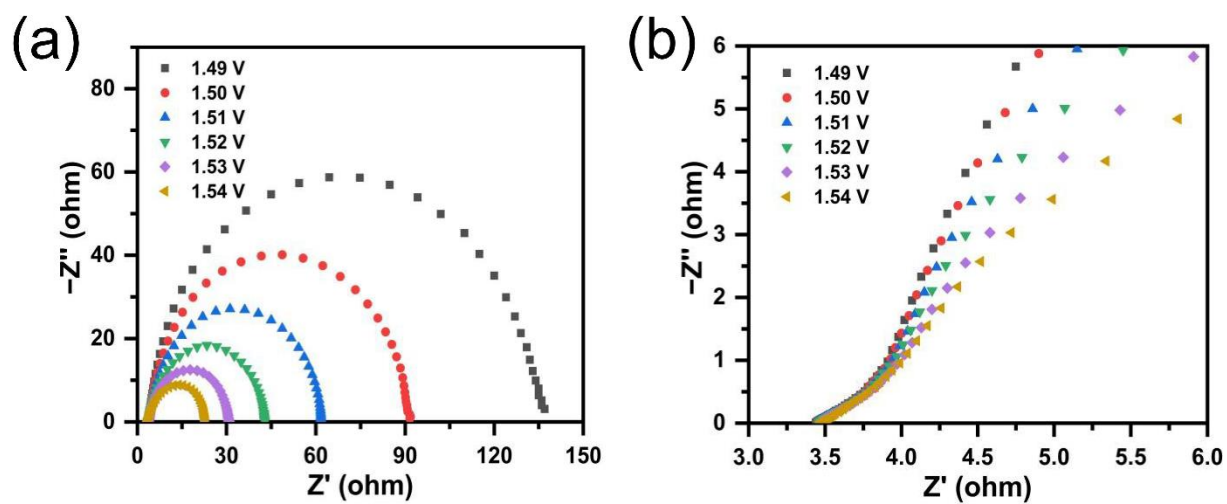 (a)
80
60
40
20
0
−Z'' (ohm)
1.49 V
1.50 V
1.51 V
1.52 V
1.53 V
1.54 V
0 30 60 90 120 150
Z' (ohm)
(b)
6
5
4
3
2
1
0
−Z'' (ohm)
1.49 V
1.50 V
1.51 V
1.52 V
1.53 V
1.54 V
3.0 3.5 4.0 4.5 5.0 5.5 6.0
Z' (ohm)